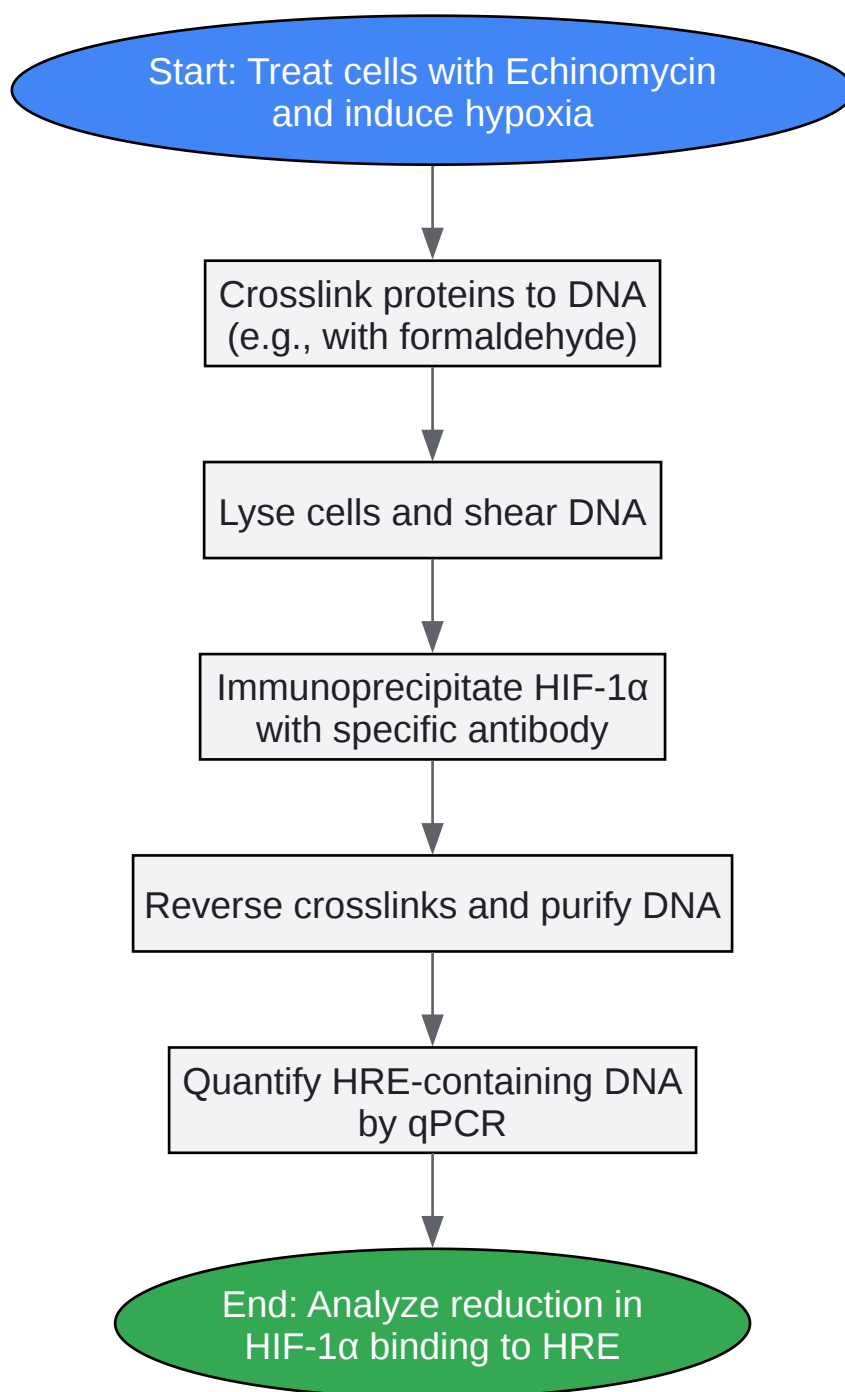 Start: Treat cells with Echinomycin
and induce hypoxia
Crosslink proteins to DNA
(e.g., with formaldehyde)
Lyse cells and shear DNA
Immunoprecipitate HIF-1α
with specific antibody
Reverse crosslinks and purify DNA
Quantify HRE-containing DNA
by qPCR
End: Analyze reduction in
HIF-1α binding to HRE